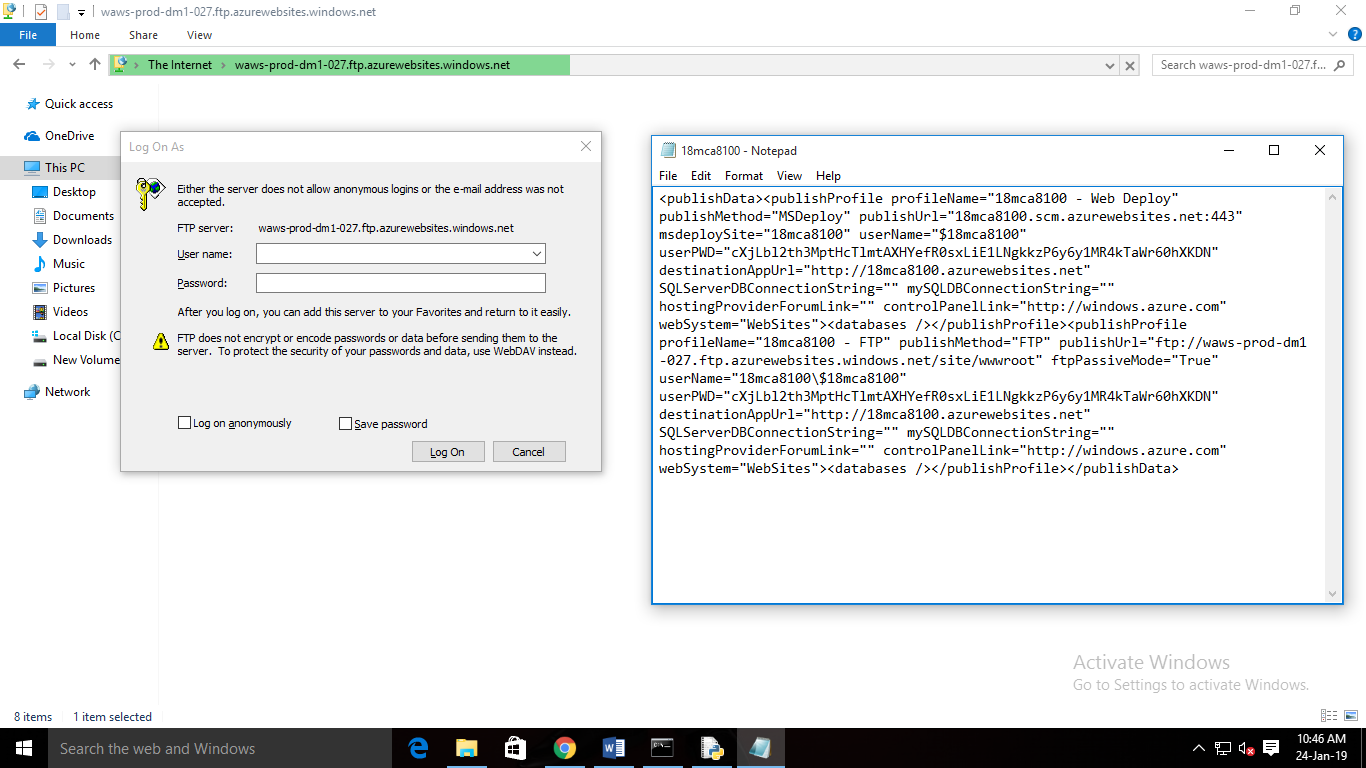 waws-prod-dm1-027.ftp.azurewebsites.windows.net
File Home Share View
The Internet waws-prod-dm1-027.ftp.azurewebsites.windows.net
Search waws-prod-dm1-027.f...
Quick access
OneDrive
This PC
Desktop
Documents
Downloads
Music
Pictures
Videos
Local Disk (C
New Volume
Network
Log On As
Either the server does not allow anonymous logins or the e-mail address was not
accepted.
FTP server: waws-prod-dm1-027.ftp.azurewebsites.windows.net
User name:
Password:
After you log on, you can add this server to your Favorites and return to it easily.
FTP does not encrypt or encode passwords or data before sending them to the
server. To protect the security of your passwords and data, use WebDAV instead.
Log on anonymously Save password
Log On Cancel
18mca8100 - Notepad
File Edit Format View Help
<publishData><publishProfile profileName="18mca8100 - Web Deploy"
publishMethod="MSDeploy" publishUrl="18mca8100.scm.azurewebsites.net:443"
msdeploySite="18mca8100" userName="$18mca8100"
userPWD="cXjLbl2th3MptHcTlmtAXHYefR0sxLiE1LNgkkzP6y6y1MR4kTaWr60hXKDN"
destinationAppUrl="http://18mca8100.azurewebsites.net"
SQLServerDBConnectionString="" mySQLDBConnectionString=""
hostingProviderForumLink="" controlPanelLink="http://windows.azure.com"
webSystem="WebSites"><databases /></publishProfile><publishProfile
profileName="18mca8100 - FTP" publishMethod="FTP" publishUrl="ftp://waws-prod-dm1
-027.ftp.azurewebsites.windows.net/site/wwwroot" ftpPassiveMode="True"
userName="18mca8100\$18mca8100"
userPWD="cXjLbl2th3MptHcTlmtAXHYefR0sxLiE1LNgkkzP6y6y1MR4kTaWr60hXKDN"
destinationAppUrl="http://18mca8100.azurewebsites.net"
SQLServerDBConnectionString="" mySQLDBConnectionString=""
hostingProviderForumLink="" controlPanelLink="http://windows.azure.com"
webSystem="WebSites"><databases /></publishProfile></publishData>
Activate Windows
Go to Settings to activate Windows.
8 items 1 item selected
Search the web and Windows
10:46 AM
24-Jan-19